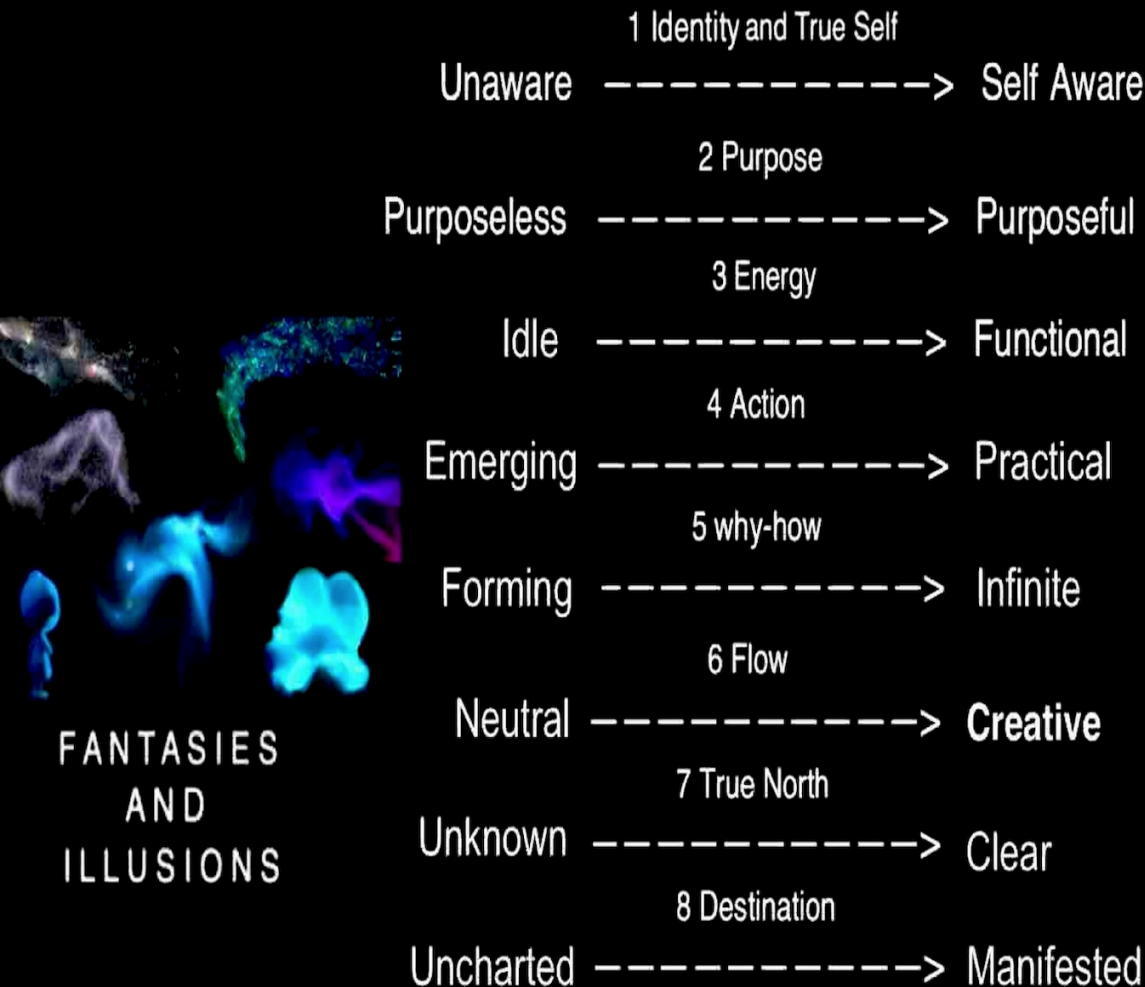 1 Identity and True Self
Unaware ----------> Self Aware
2 Purpose
Purposeless ----------> Purposeful
3 Energy
Idle ----------> Functional
4 Action
Emerging ----------> Practical
5 why-how
Forming ----------> Infinite
6 Flow
Neutral ----------> Creative
7 True North
Unknown ----------> Clear
8 Destination
Uncharted ----------> Manifested
FANTASIES
AND
ILLUSIONS